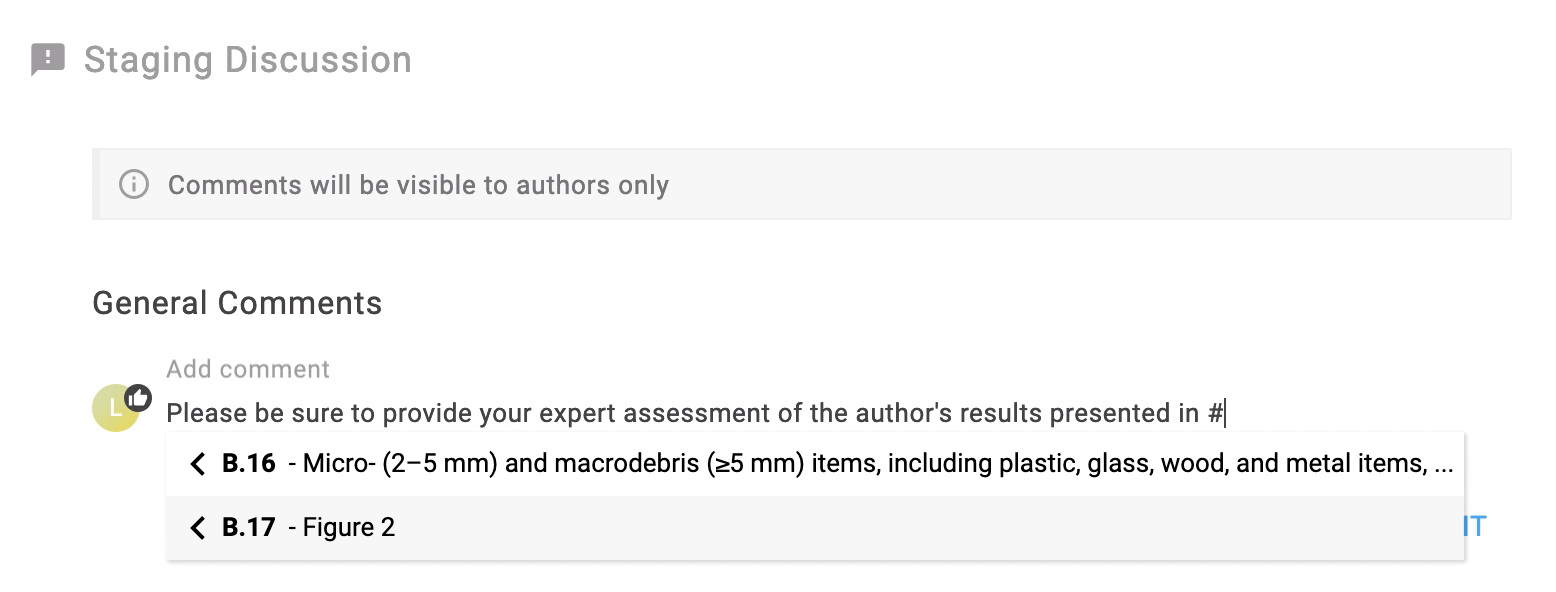 Staging Discussion
Comments will be visible to authors only
General Comments
Add comment
L
Please be sure to provide your expert assessment of the author's results presented in #
B.16 - Micro- (2–5 mm) and macrodebris (≥5 mm) items, including plastic, glass, wood, and metal items, ...
B.17 - Figure 2
IT